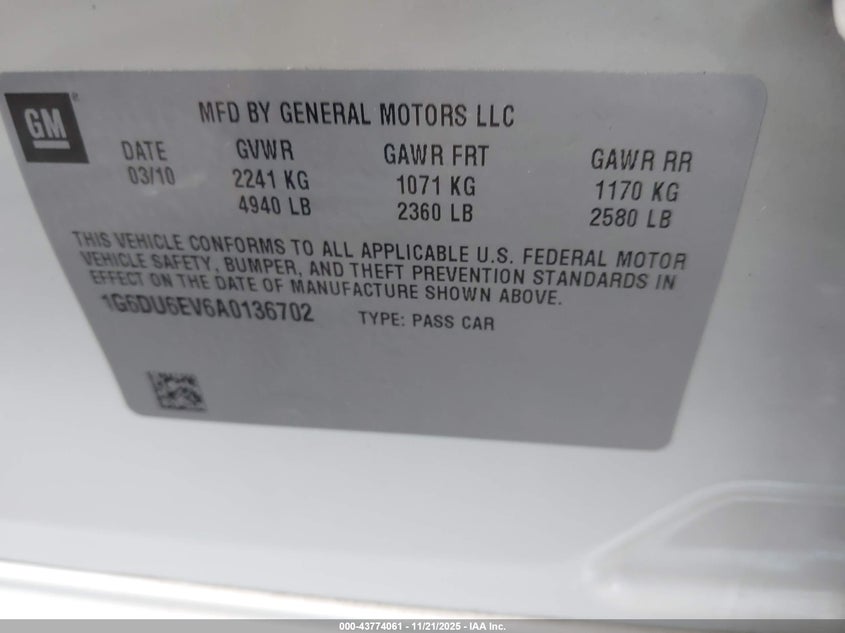 GM
MFD BY GENERAL MOTORS LLC
DATE GVWR GAWR FRT GAWR RR
03/10 2241 KG 1071 KG 1170 KG
4940 LB 2360 LB 2580 LB
THIS VEHICLE CONFORMS TO ALL APPLICABLE U.S. FEDERAL MOTOR
VEHICLE SAFETY, BUMPER, AND THEFT PREVENTION STANDARDS IN
EFFECT ON THE DATE OF MANUFACTURE SHOWN ABOVE.
1G6DU6EV6A0136702 TYPE: PASS CAR
000-43774061 - 11/21/2025 - IAA Inc.